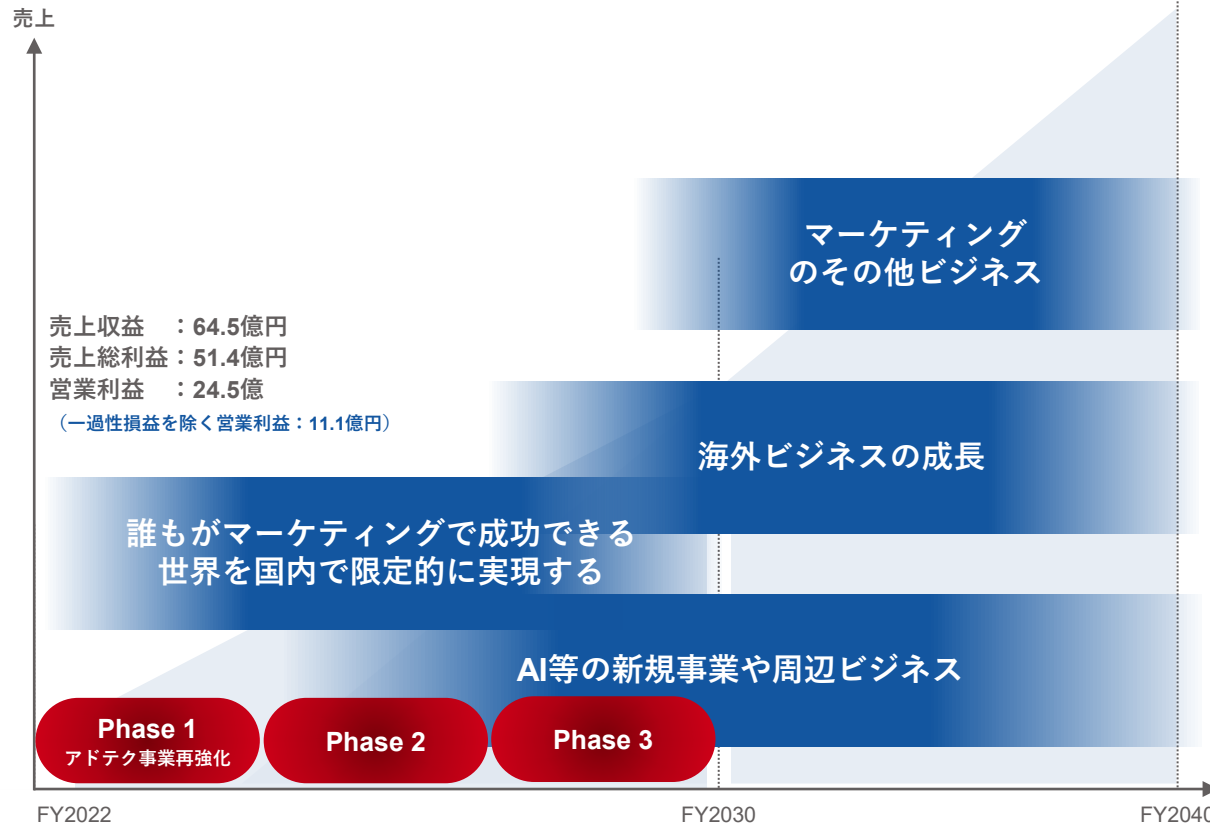 売上
マーケティング
のその他ビジネス
売上収益　：64.5億円
売上総利益：51.4億円
営業利益　：24.5億
（一過性損益を除く営業利益：11.1億円）
海外ビジネスの成長
誰もがマーケティングで成功できる
世界を国内で限定的に実現する
AI等の新規事業や周辺ビジネス
Phase 1
アドテク事業再強化
Phase 2
Phase 3
FY2022
FY2030
FY2040